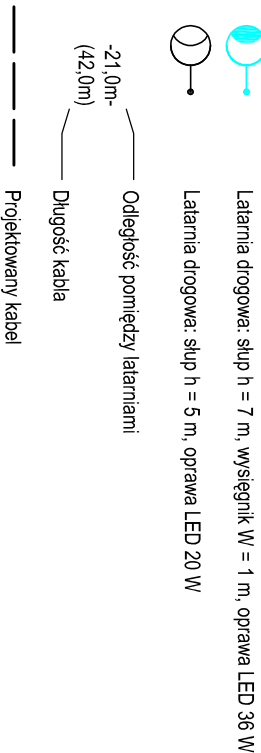 Latarnia drogowa: słup h = 7 m, wysięgnik W = 1 m, oprawa LED 36 W
Latarnia drogowa: słup h = 5 m, oprawa LED 20 W
-21,0m-
(42,0m)
Odległość pomiędzy latarniami
Długość kabla
Projektowany kabel